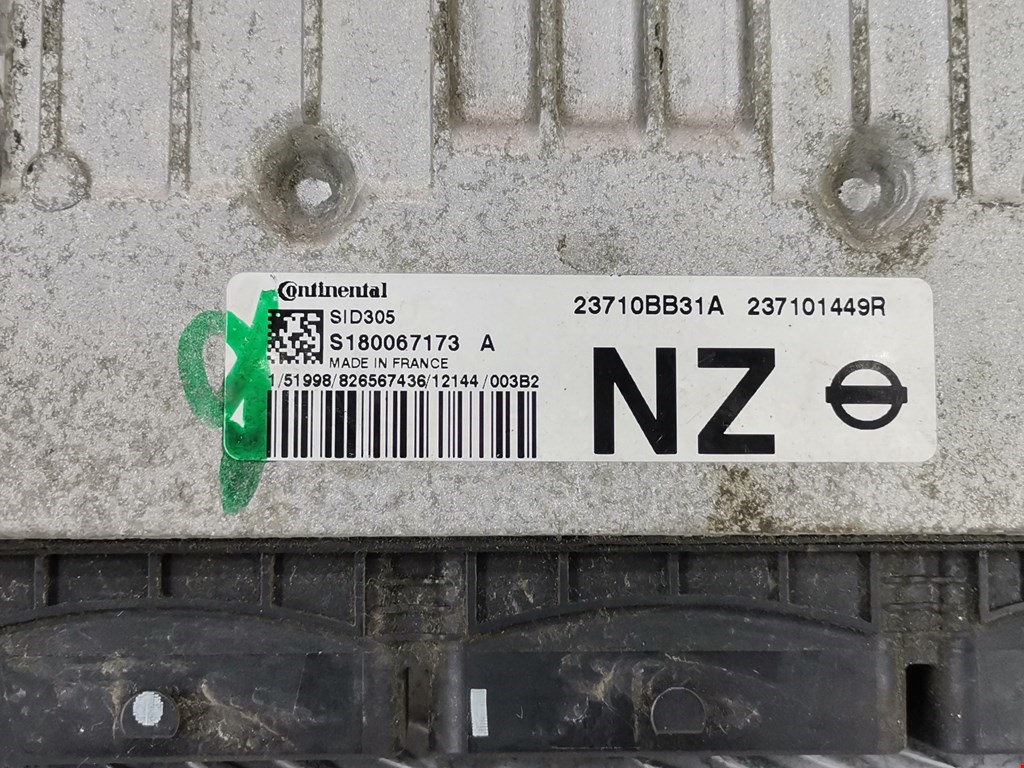 Continental
SID305
S180067173 A
MADE IN FRANCE
1/51998/826567436/12144/003B2
23710BB31A 237101449R
NZ